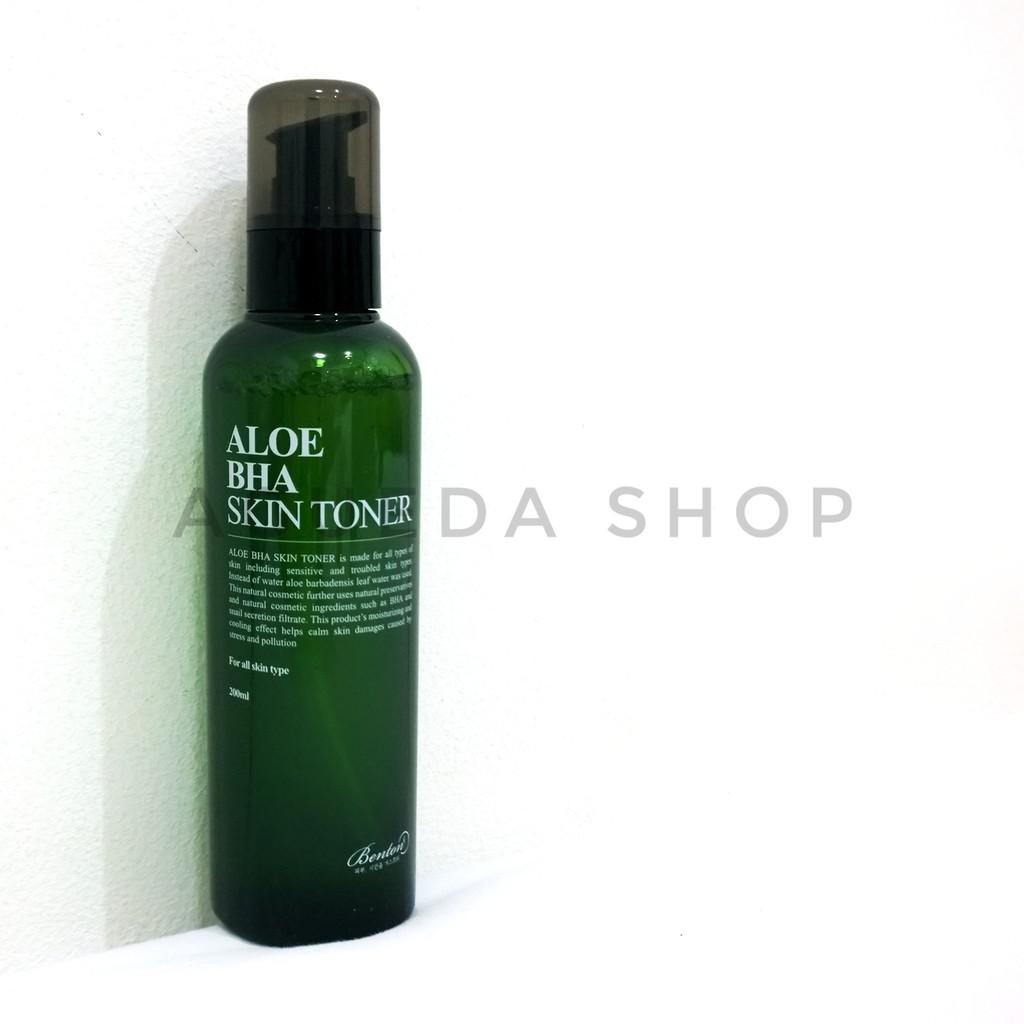 ALOE
BHA
SKIN TONER
ALOE BHA SKIN TONER is made for all types of
skin including sensitive and troubled skin types.
Instead of water aloe barbadensis leaf water was used.
This natural cosmetic further uses natural preservatives
and natural cosmetic ingredients such as BHA and
snail secretion filtrate. This product's moisturizing and
cooling effect helps calm skin damages caused by
stress and pollution
For all skin type
200ml
Benton
SHOP